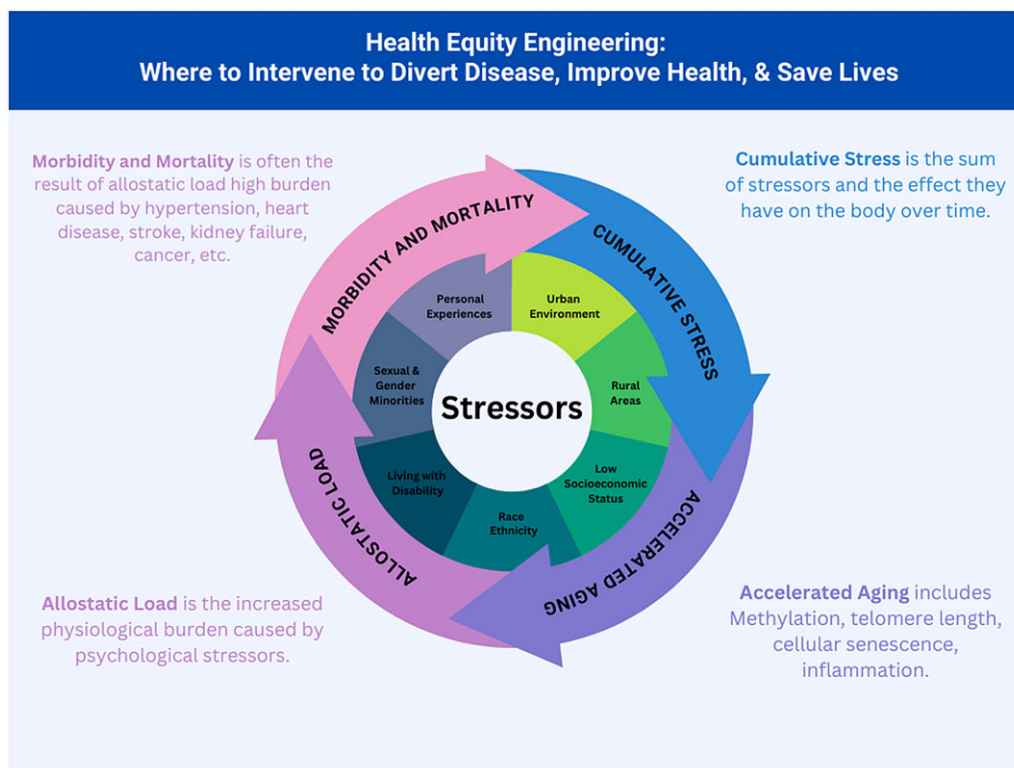 Health Equity Engineering:
Where to Intervene to Divert Disease, Improve Health, & Save Lives
Morbidity and Mortality is often the
result of allostatic load high burden
caused by hypertension, heart
disease, stroke, kidney failure,
cancer, etc.
Cumulative Stress is the sum
of stressors and the effect they
have on the body over time.
MORBIDITY AND MORTALITY
CUMULATIVE STRESS
ACCELERATED AGING
ALLOSTATIC LOAD
Personal
Experiences
Urban
Environment
Rural
Areas
Low
Socioeconomic
Status
Race
Ethnicity
Living with
Disability
Sexual &
Gender
Minorities
Stressors
Allostatic Load is the increased
physiological burden caused by
psychological stressors.
Accelerated Aging includes
Methylation, telomere length,
cellular senescence,
inflammation.